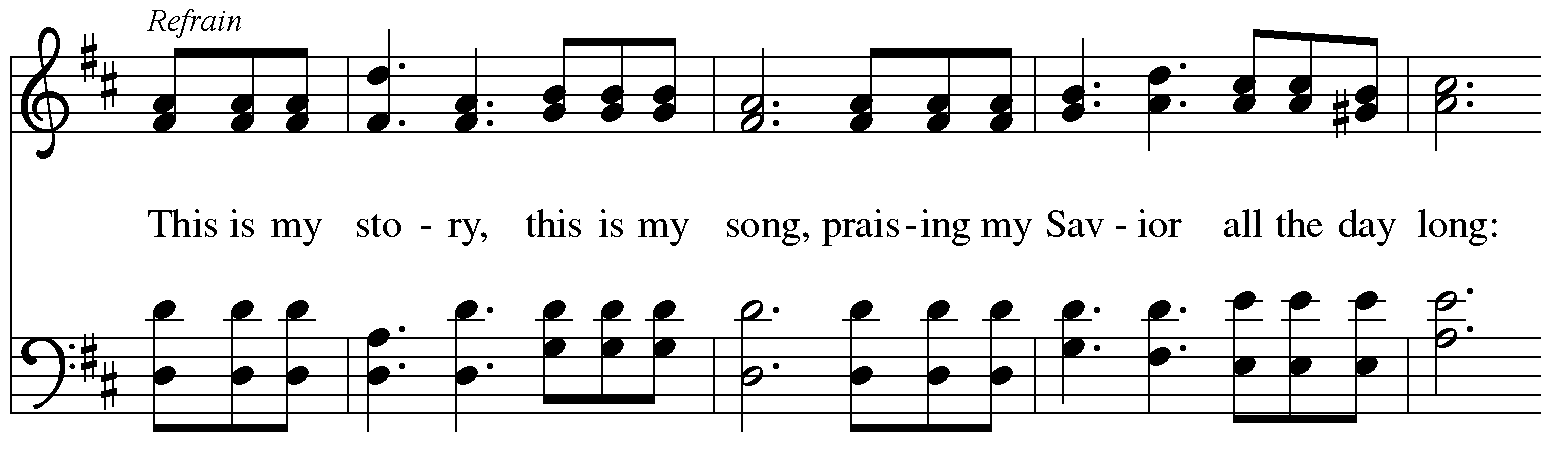 Refrain
This is my sto - ry, this is my song, prais - ing my Sav - ior all the day long: